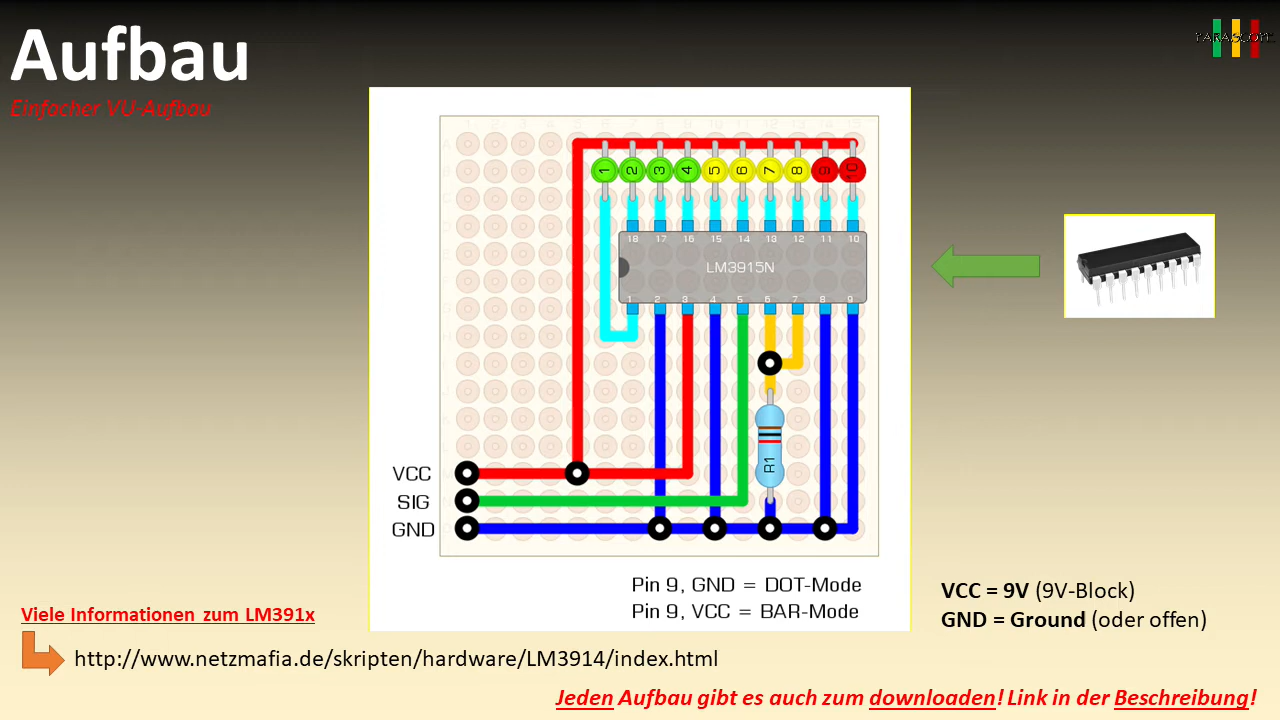 Aufbau
Einfacher VU-Aufbau
TARASCOM
1 2 3 4 5 6 7 8 9 10
18 17 16 15 14 13 12 11 10
LM3915N
1 2 3 4 5 6 7 8 9
R1
VCC
SIG
GND
Pin 9, GND = DOT-Mode
Pin 9, VCC = BAR-Mode
VCC = 9V (9V-Block)
GND = Ground (oder offen)
Viele Informationen zum LM391x
http://www.netzmafia.de/skripten/hardware/LM3914/index.html
Jeden Aufbau gibt es auch zum downloaden! Link in der Beschreibung!